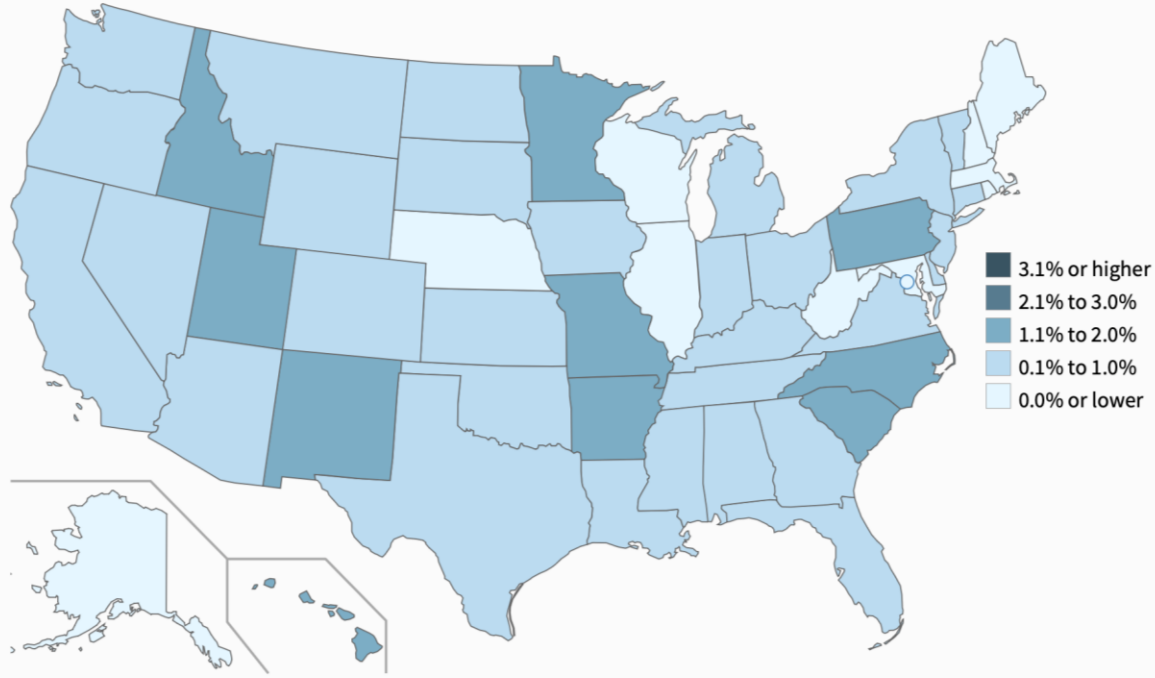 3.1% or higher
2.1% to 3.0%
1.1% to 2.0%
0.1% to 1.0%
0.0% or lower